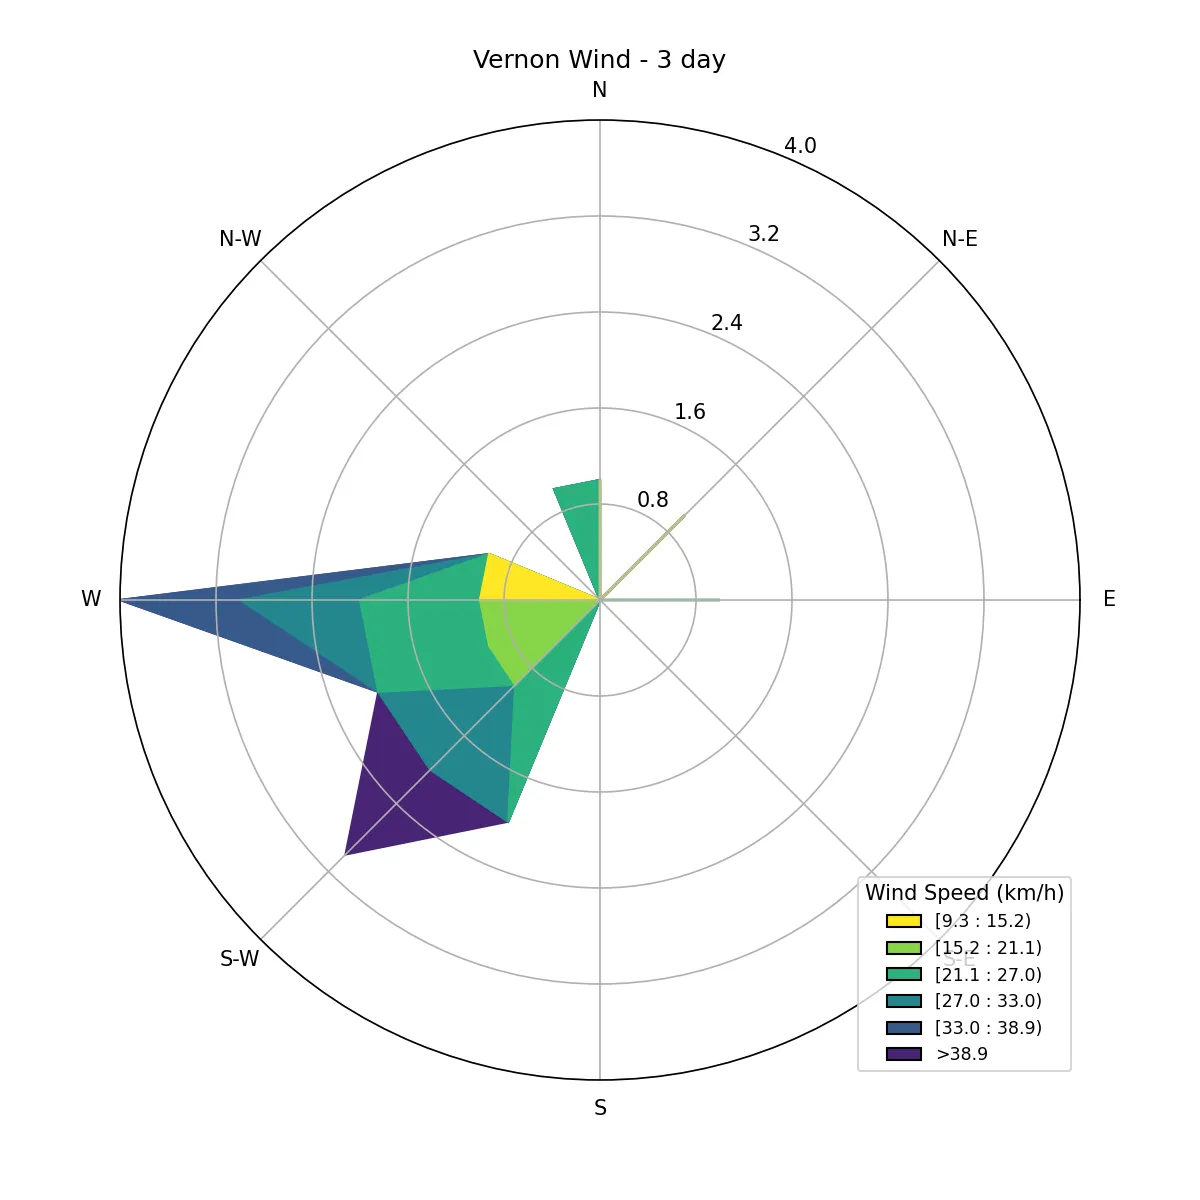 Vernon Wind - 3 day
N
4.0
N-W
3.2
N-E
2.4
1.6
0.8
W
E
S-W
S-E
S
Wind Speed (km/h)
[9.3 : 15.2)
[15.2 : 21.1)
[21.1 : 27.0)
[27.0 : 33.0)
[33.0 : 38.9)
>38.9